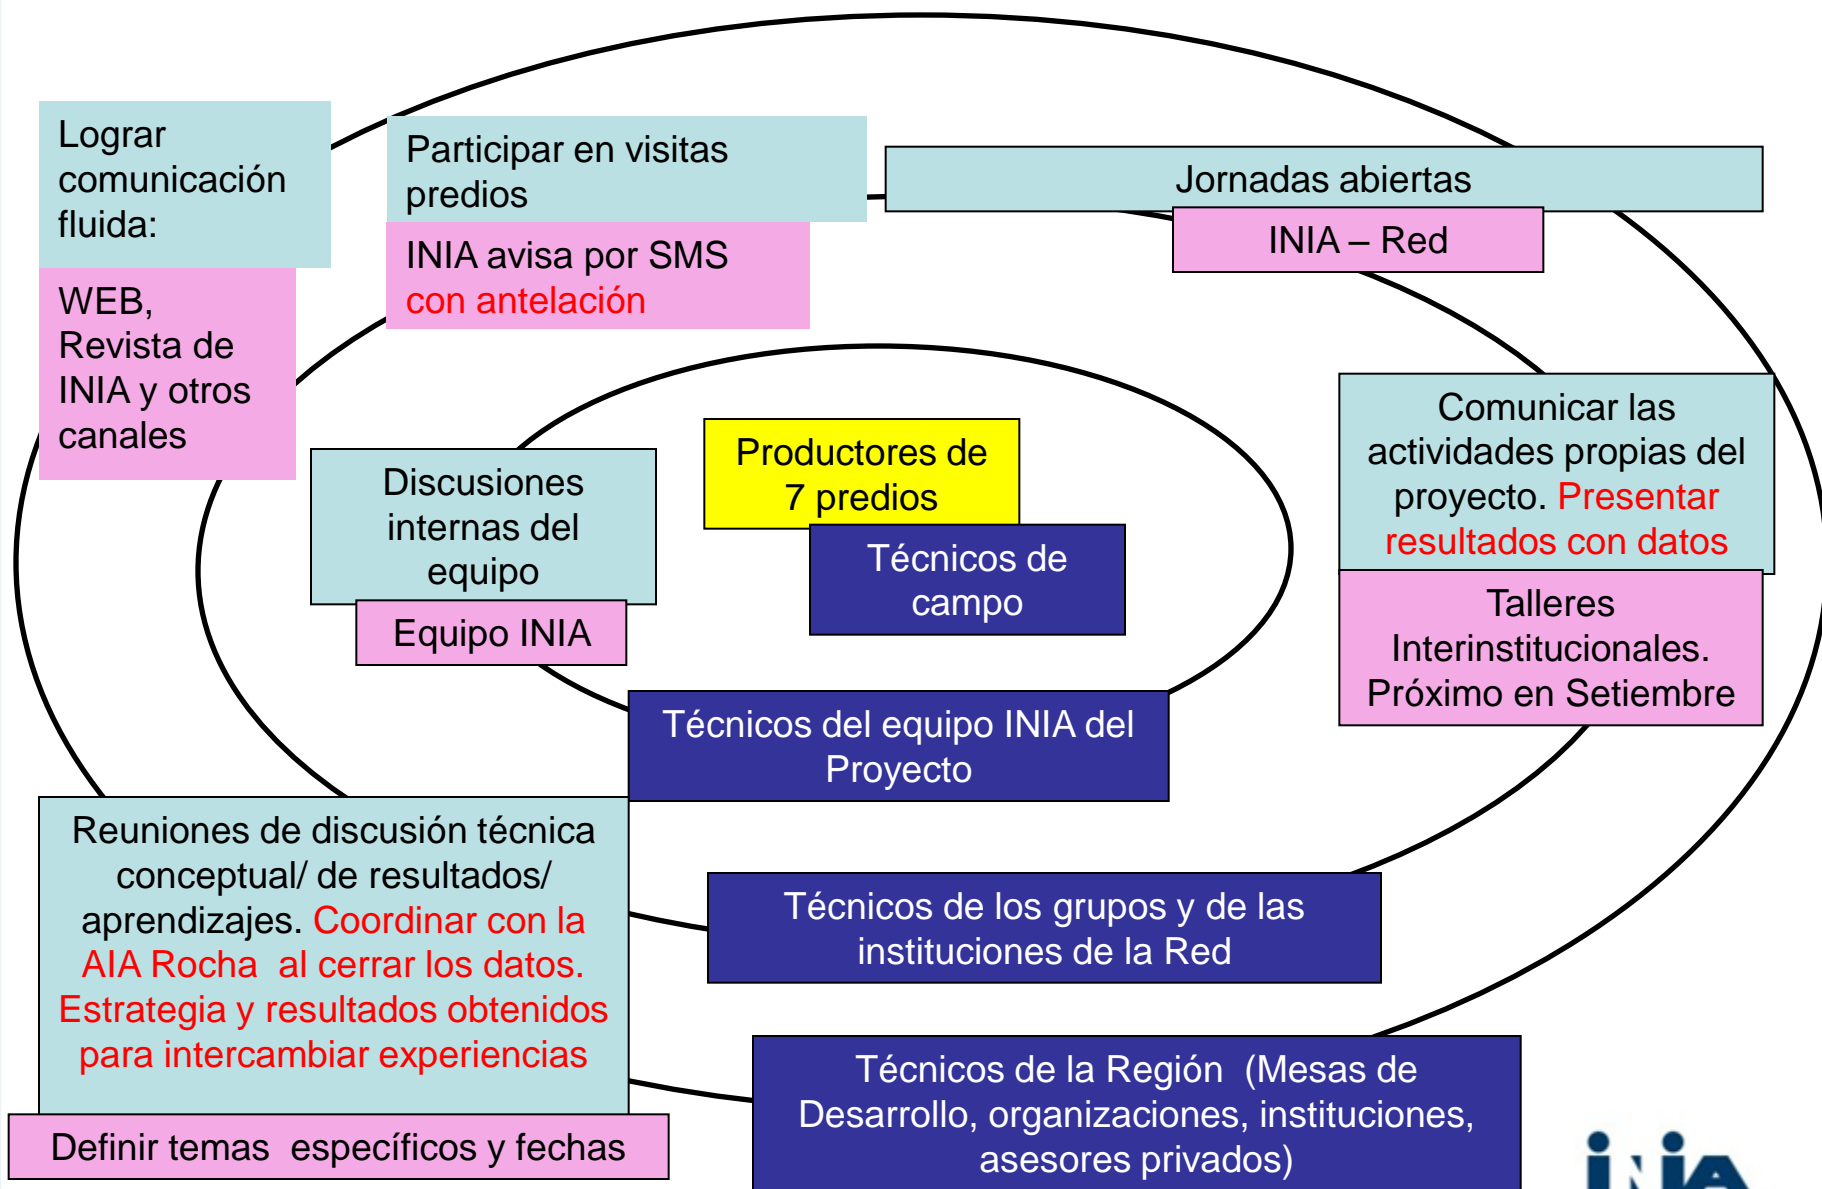 Lograr
comunicación
fluida:
WEB,
Revista de
INIA y otros
canales
Participar en visitas
predios
INIA avisa por SMS
con antelación
Jornadas abiertas
INIA – Red
Comunicar las
actividades propias del
proyecto. Presentar
resultados con datos
Talleres
Interinstitucionales.
Próximo en Setiembre
Discusiones
internas del
equipo
Equipo INIA
Productores de
7 predios
Técnicos de
campo
Técnicos del equipo INIA del
Proyecto
Reuniones de discusión técnica
conceptual/ de resultados/
aprendizajes. Coordinar con la
AIA Rocha  al cerrar los datos.
Estrategia y resultados obtenidos
para intercambiar experiencias
Definir temas  específicos y fechas
Técnicos de los grupos y de las
instituciones de la Red
Técnicos de la Región  (Mesas de
Desarrollo, organizaciones, instituciones,
asesores privados)
inia